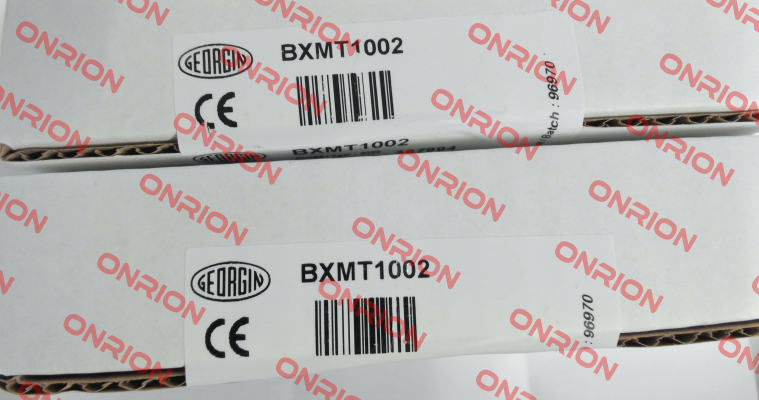 GEORGIN
BXMT1002
CE
Batch : 96970
BXMT1002
GEORGIN
BXMT1002
CE
: 96970
ONRION